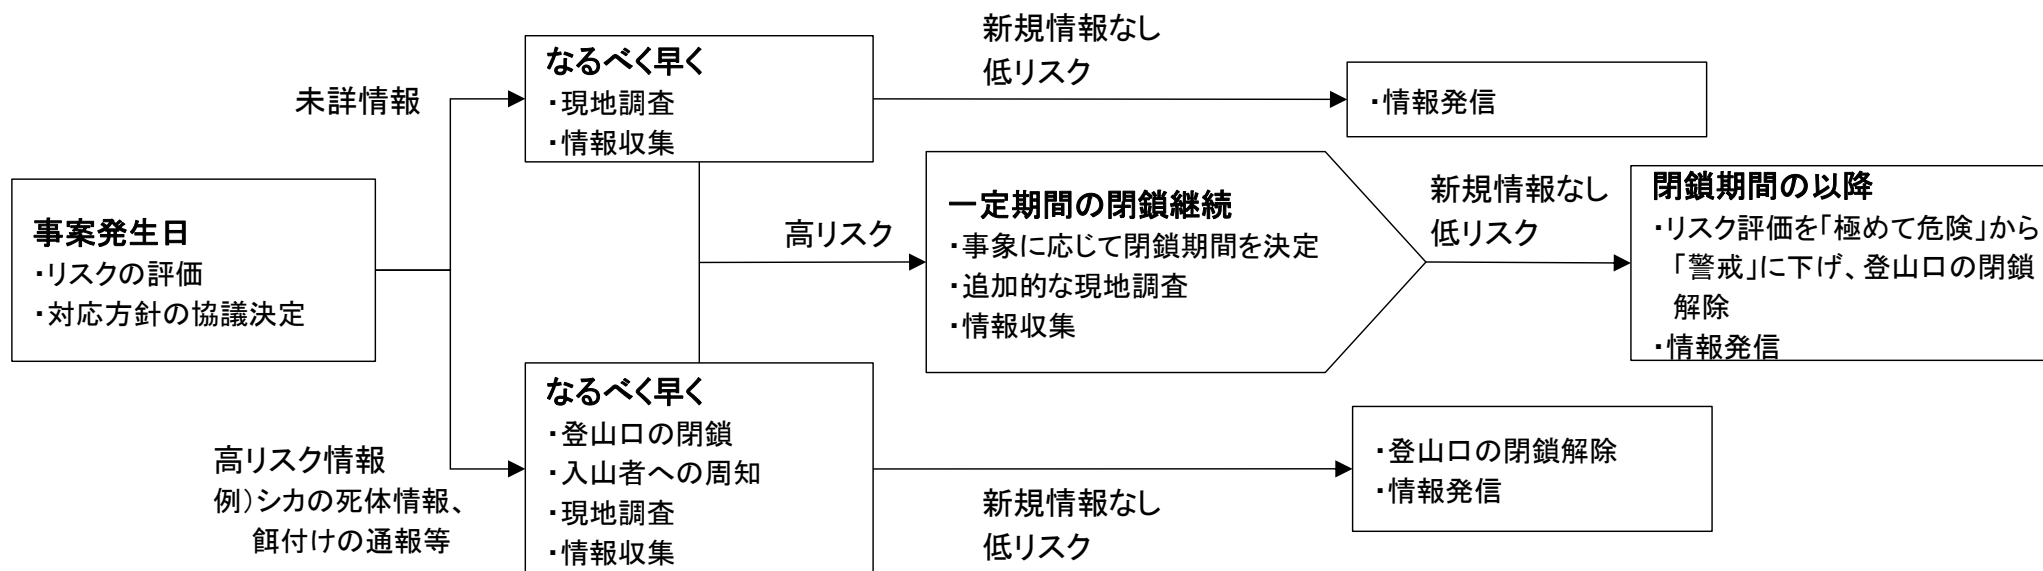 事案発生日
・リスクの評価
・対応方針の協議決定
未詳情報
なるべく早く
・現地調査
・情報収集
新規情報なし
低リスク
・情報発信
高リスク
一定期間の閉鎖継続
・事象に応じて閉鎖期間を決定
・追加的な現地調査
・情報収集
新規情報なし
低リスク
閉鎖期間の以降
・リスク評価を「極めて危険」から
「警戒」に下げ、登山口の閉鎖
解除
・情報発信
高リスク情報
例）シカの死体情報、
餌付けの通報等
なるべく早く
・登山口の閉鎖
・入山者への周知
・現地調査
・情報収集
新規情報なし
低リスク
・登山口の閉鎖解除
・情報発信